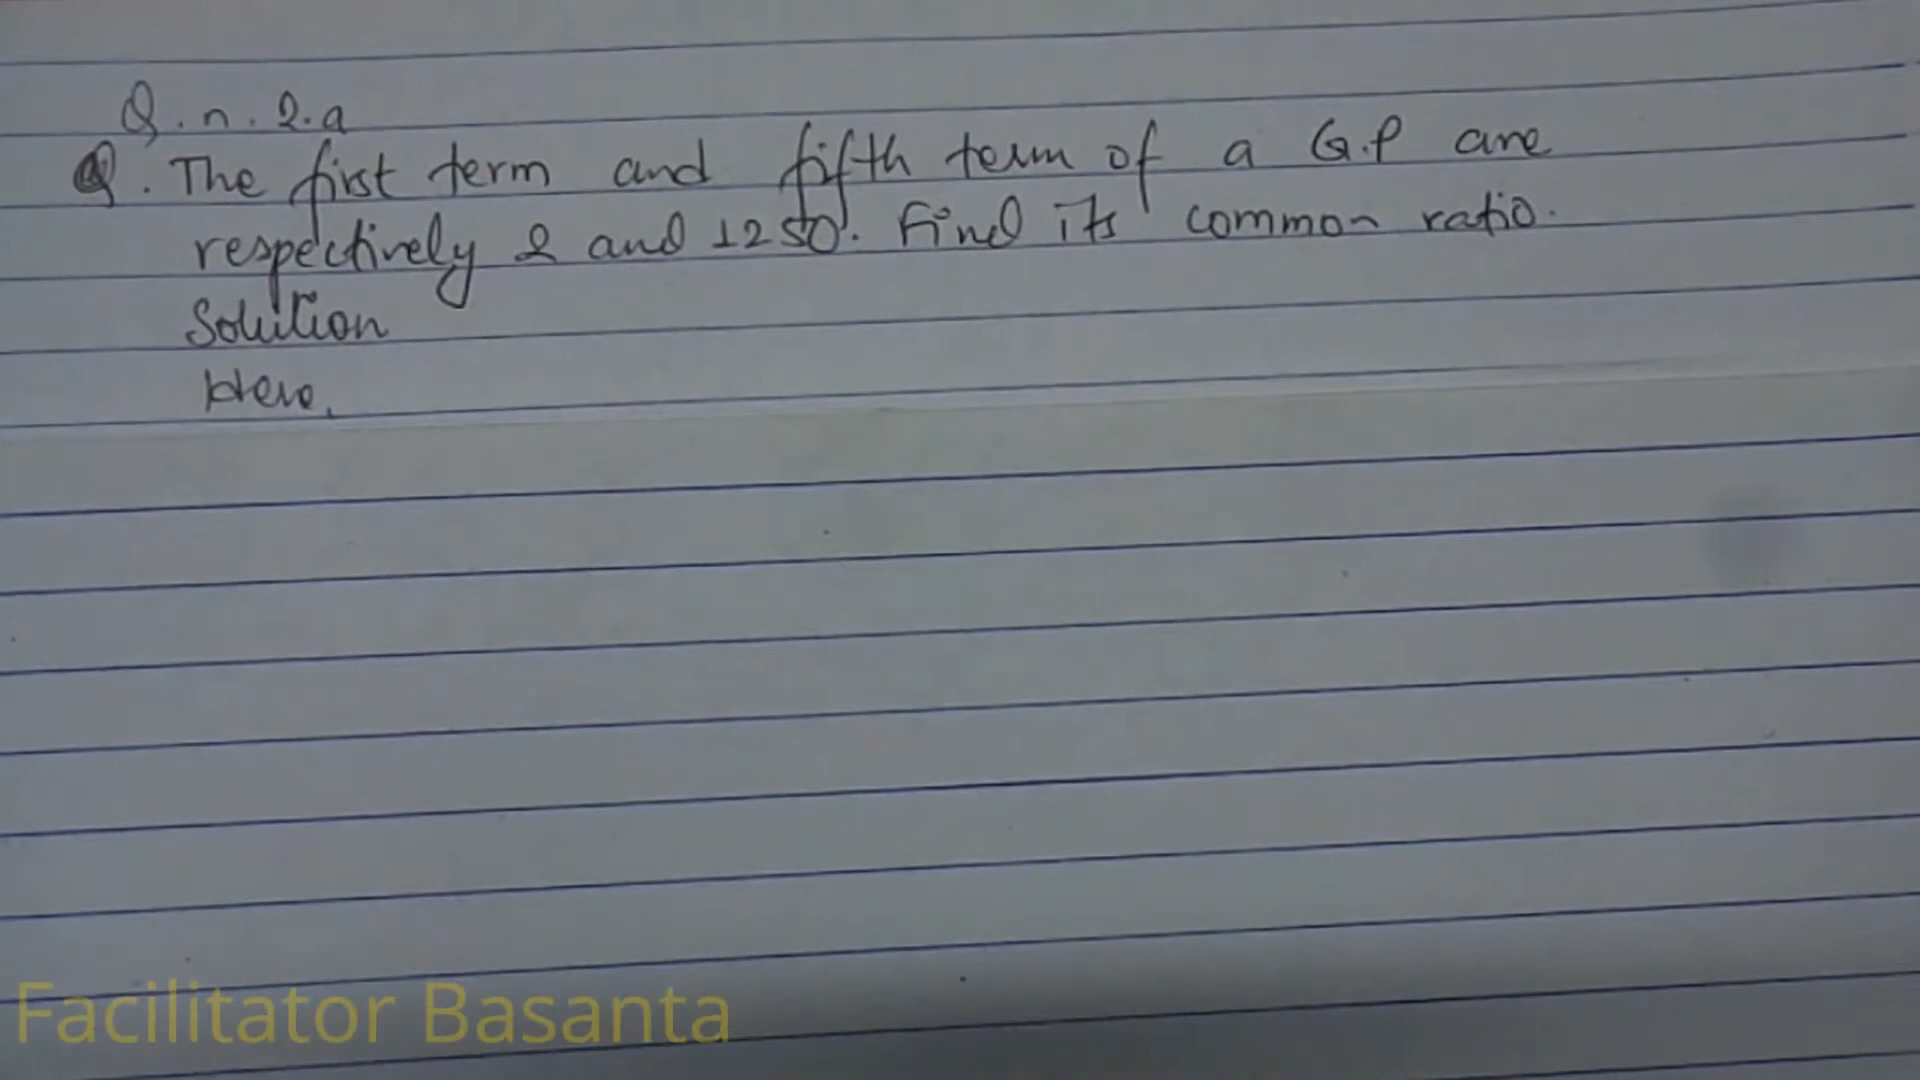 Q.n.2.a
Q. The first term and fifth term of a G.P are
respectively 2 and 1250. Find its common ratio.
Solution
Here,
Facilitator Basanta